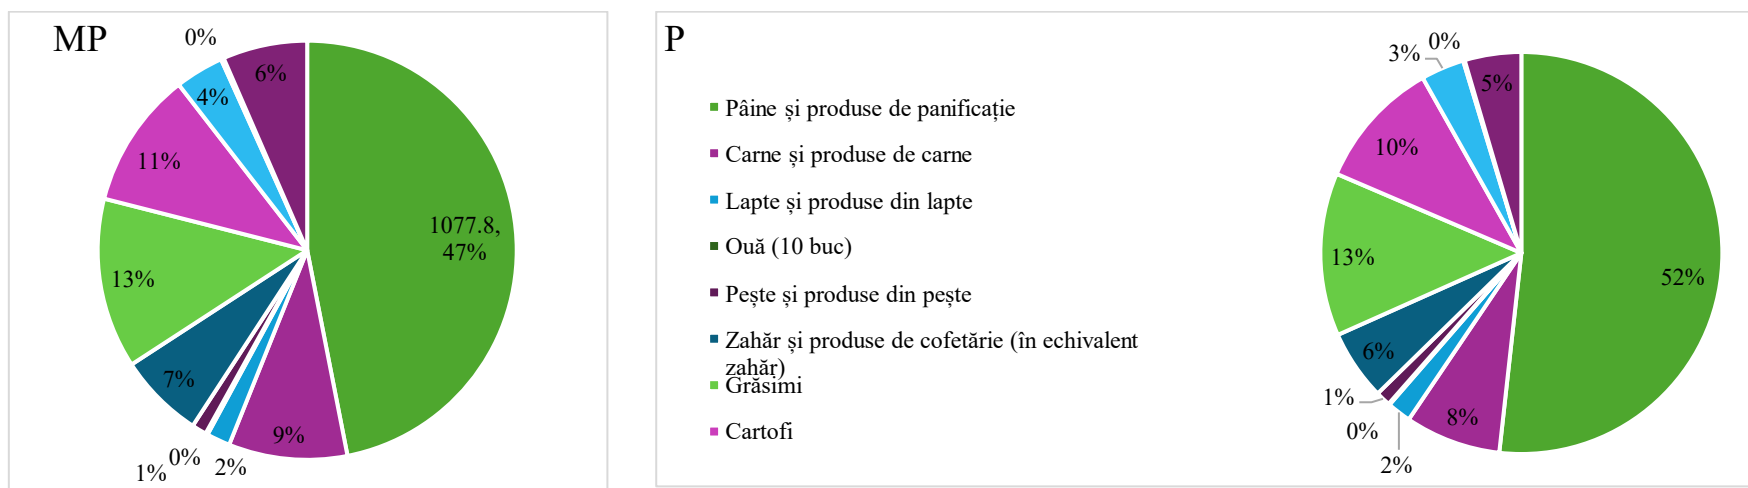 MP
0%
6%
4%
11%
1077.8,
47%
13%
7%
9%
0%
2%
1%
P
Pâine și produse de panificație
Carne și produse de carne
Lapte și produse din lapte
Ouă (10 buc)
Pește și produse din pește
Zahăr și produse de cofetărie (în echivalent
zahăr)
Grăsimi
Cartofi
3%
0%
5%
10%
13%
52%
6%
1%
8%
0%
2%